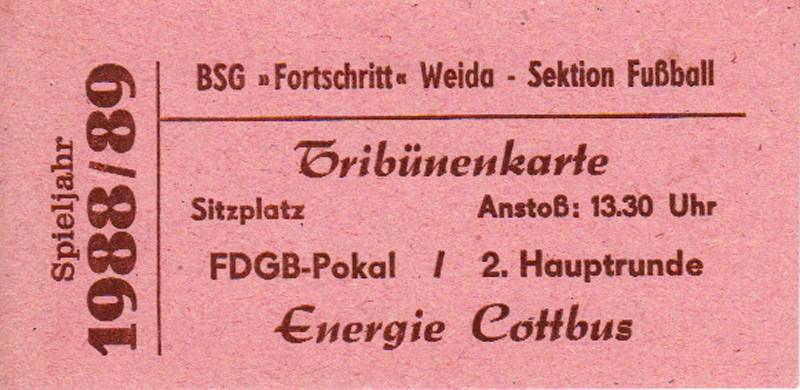 Spieljahr
1988/89
BSG »Fortschritt« Weida - Sektion Fußball
Tribünenkarte
Sitzplatz Anstoß: 13.30 Uhr
FDGB-Pokal / 2. Hauptrunde
Energie Cottbus